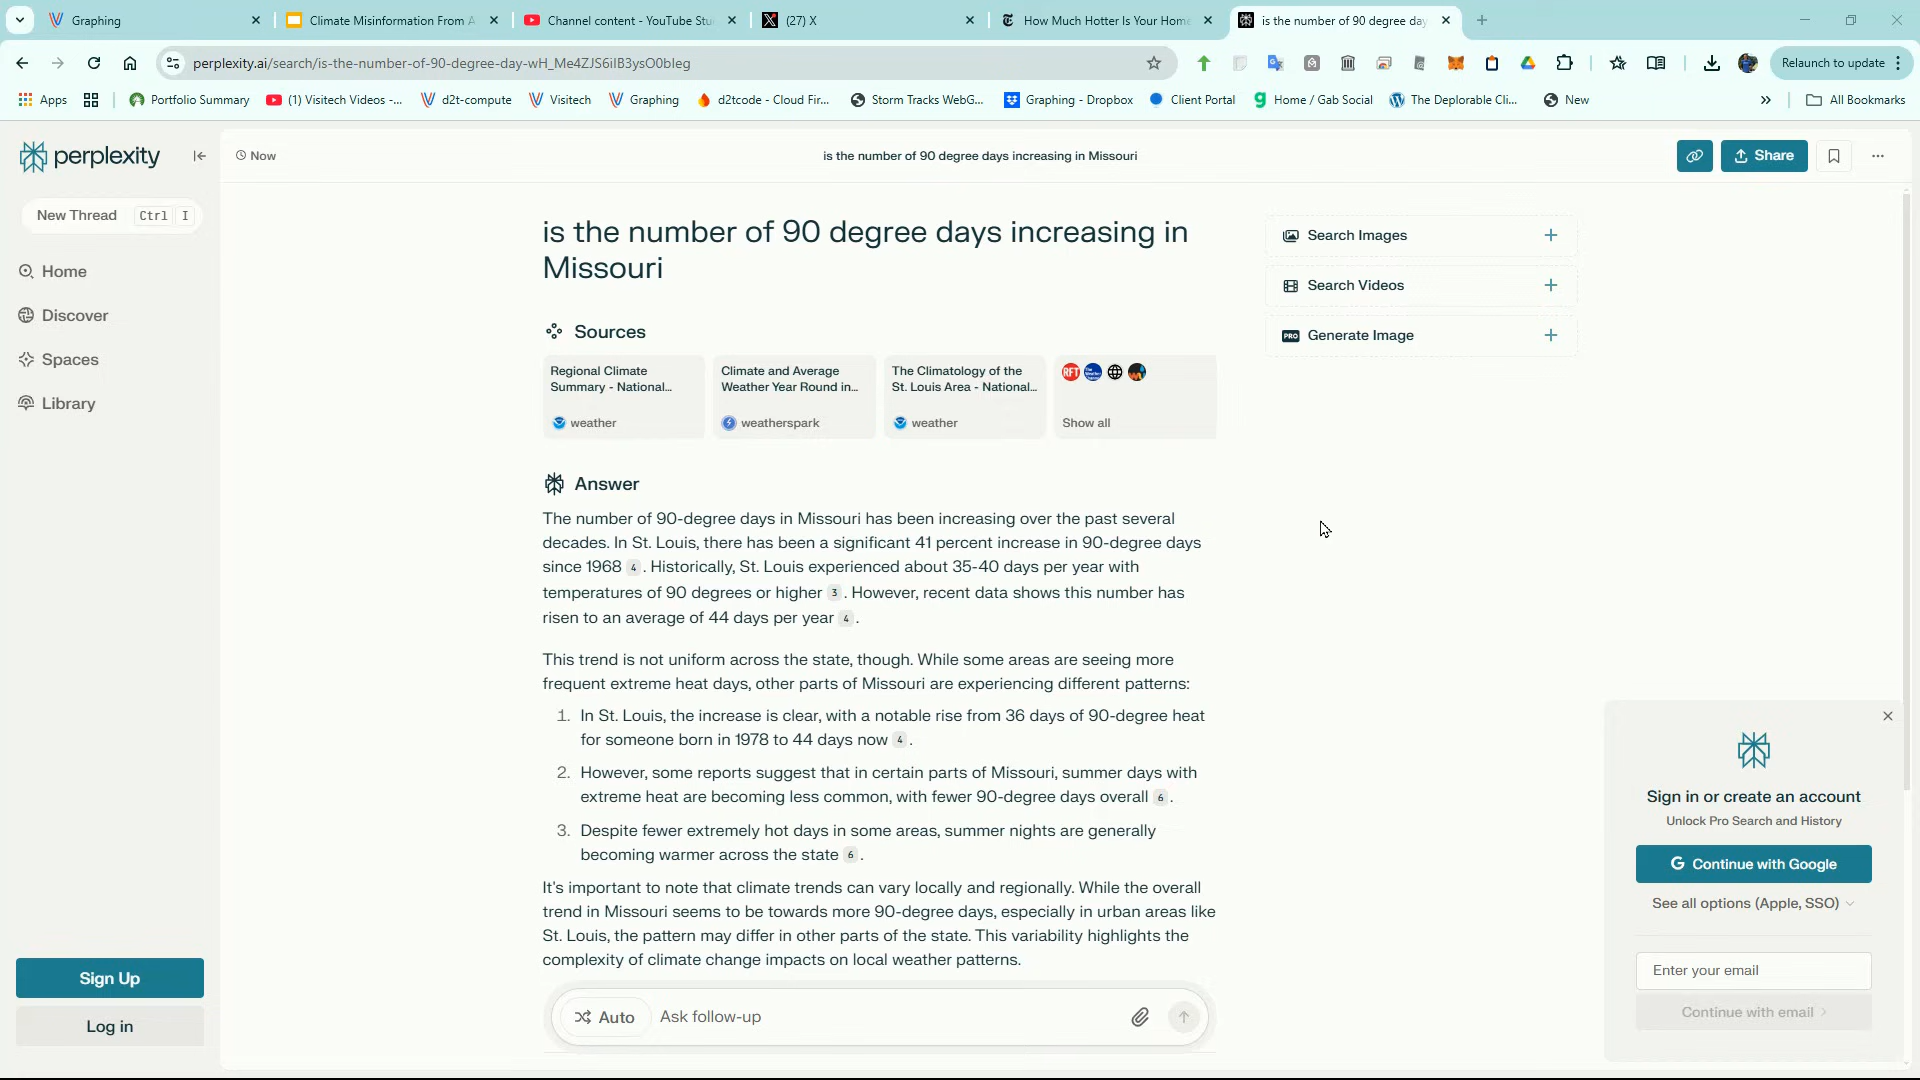 Graphing
Climate Misinformation From A
Channel content - YouTube Stu
(27) X
How Much Hotter Is Your Home
is the number of 90 degree day
perplexity.ai/search/is-the-number-of-90-degree-day-wH_Me4ZJS6iIB3ysO0bIeg
Relaunch to update
Apps
Portfolio Summary
(1) Visitech Videos -...
d2t-compute
Visitech
Graphing
d2tcode - Cloud Fir...
Storm Tracks WebG...
Graphing - Dropbox
Client Portal
Home / Gab Social
The Deplorable Cli...
New
»
All Bookmarks
perplexity
Now
is the number of 90 degree days increasing in Missouri
Share
New Thread Ctrl I
Home
Discover
Spaces
Library
Sign Up
Log in
is the number of 90 degree days increasing in
Missouri
Sources
Regional Climate
Summary - National...
weather
Climate and Average
Weather Year Round in...
weatherspark
The Climatology of the
St. Louis Area - National...
weather
RFT
Show all
Answer
The number of 90-degree days in Missouri has been increasing over the past several
decades. In St. Louis, there has been a significant 41 percent increase in 90-degree days
since 1968 4 . Historically, St. Louis experienced about 35-40 days per year with
temperatures of 90 degrees or higher 3 . However, recent data shows this number has
risen to an average of 44 days per year 4 .
This trend is not uniform across the state, though. While some areas are seeing more
frequent extreme heat days, other parts of Missouri are experiencing different patterns:
1. In St. Louis, the increase is clear, with a notable rise from 36 days of 90-degree heat
for someone born in 1978 to 44 days now 4 .
2. However, some reports suggest that in certain parts of Missouri, summer days with
extreme heat are becoming less common, with fewer 90-degree days overall 6 .
3. Despite fewer extremely hot days in some areas, summer nights are generally
becoming warmer across the state 6 .
It's important to note that climate trends can vary locally and regionally. While the overall
trend in Missouri seems to be towards more 90-degree days, especially in urban areas like
St. Louis, the pattern may differ in other parts of the state. This variability highlights the
complexity of climate change impacts on local weather patterns.
Auto
Ask follow-up
Search Images
Search Videos
PRO Generate Image
Sign in or create an account
Unlock Pro Search and History
Continue with Google
See all options (Apple, SSO)
Enter your email
Continue with email